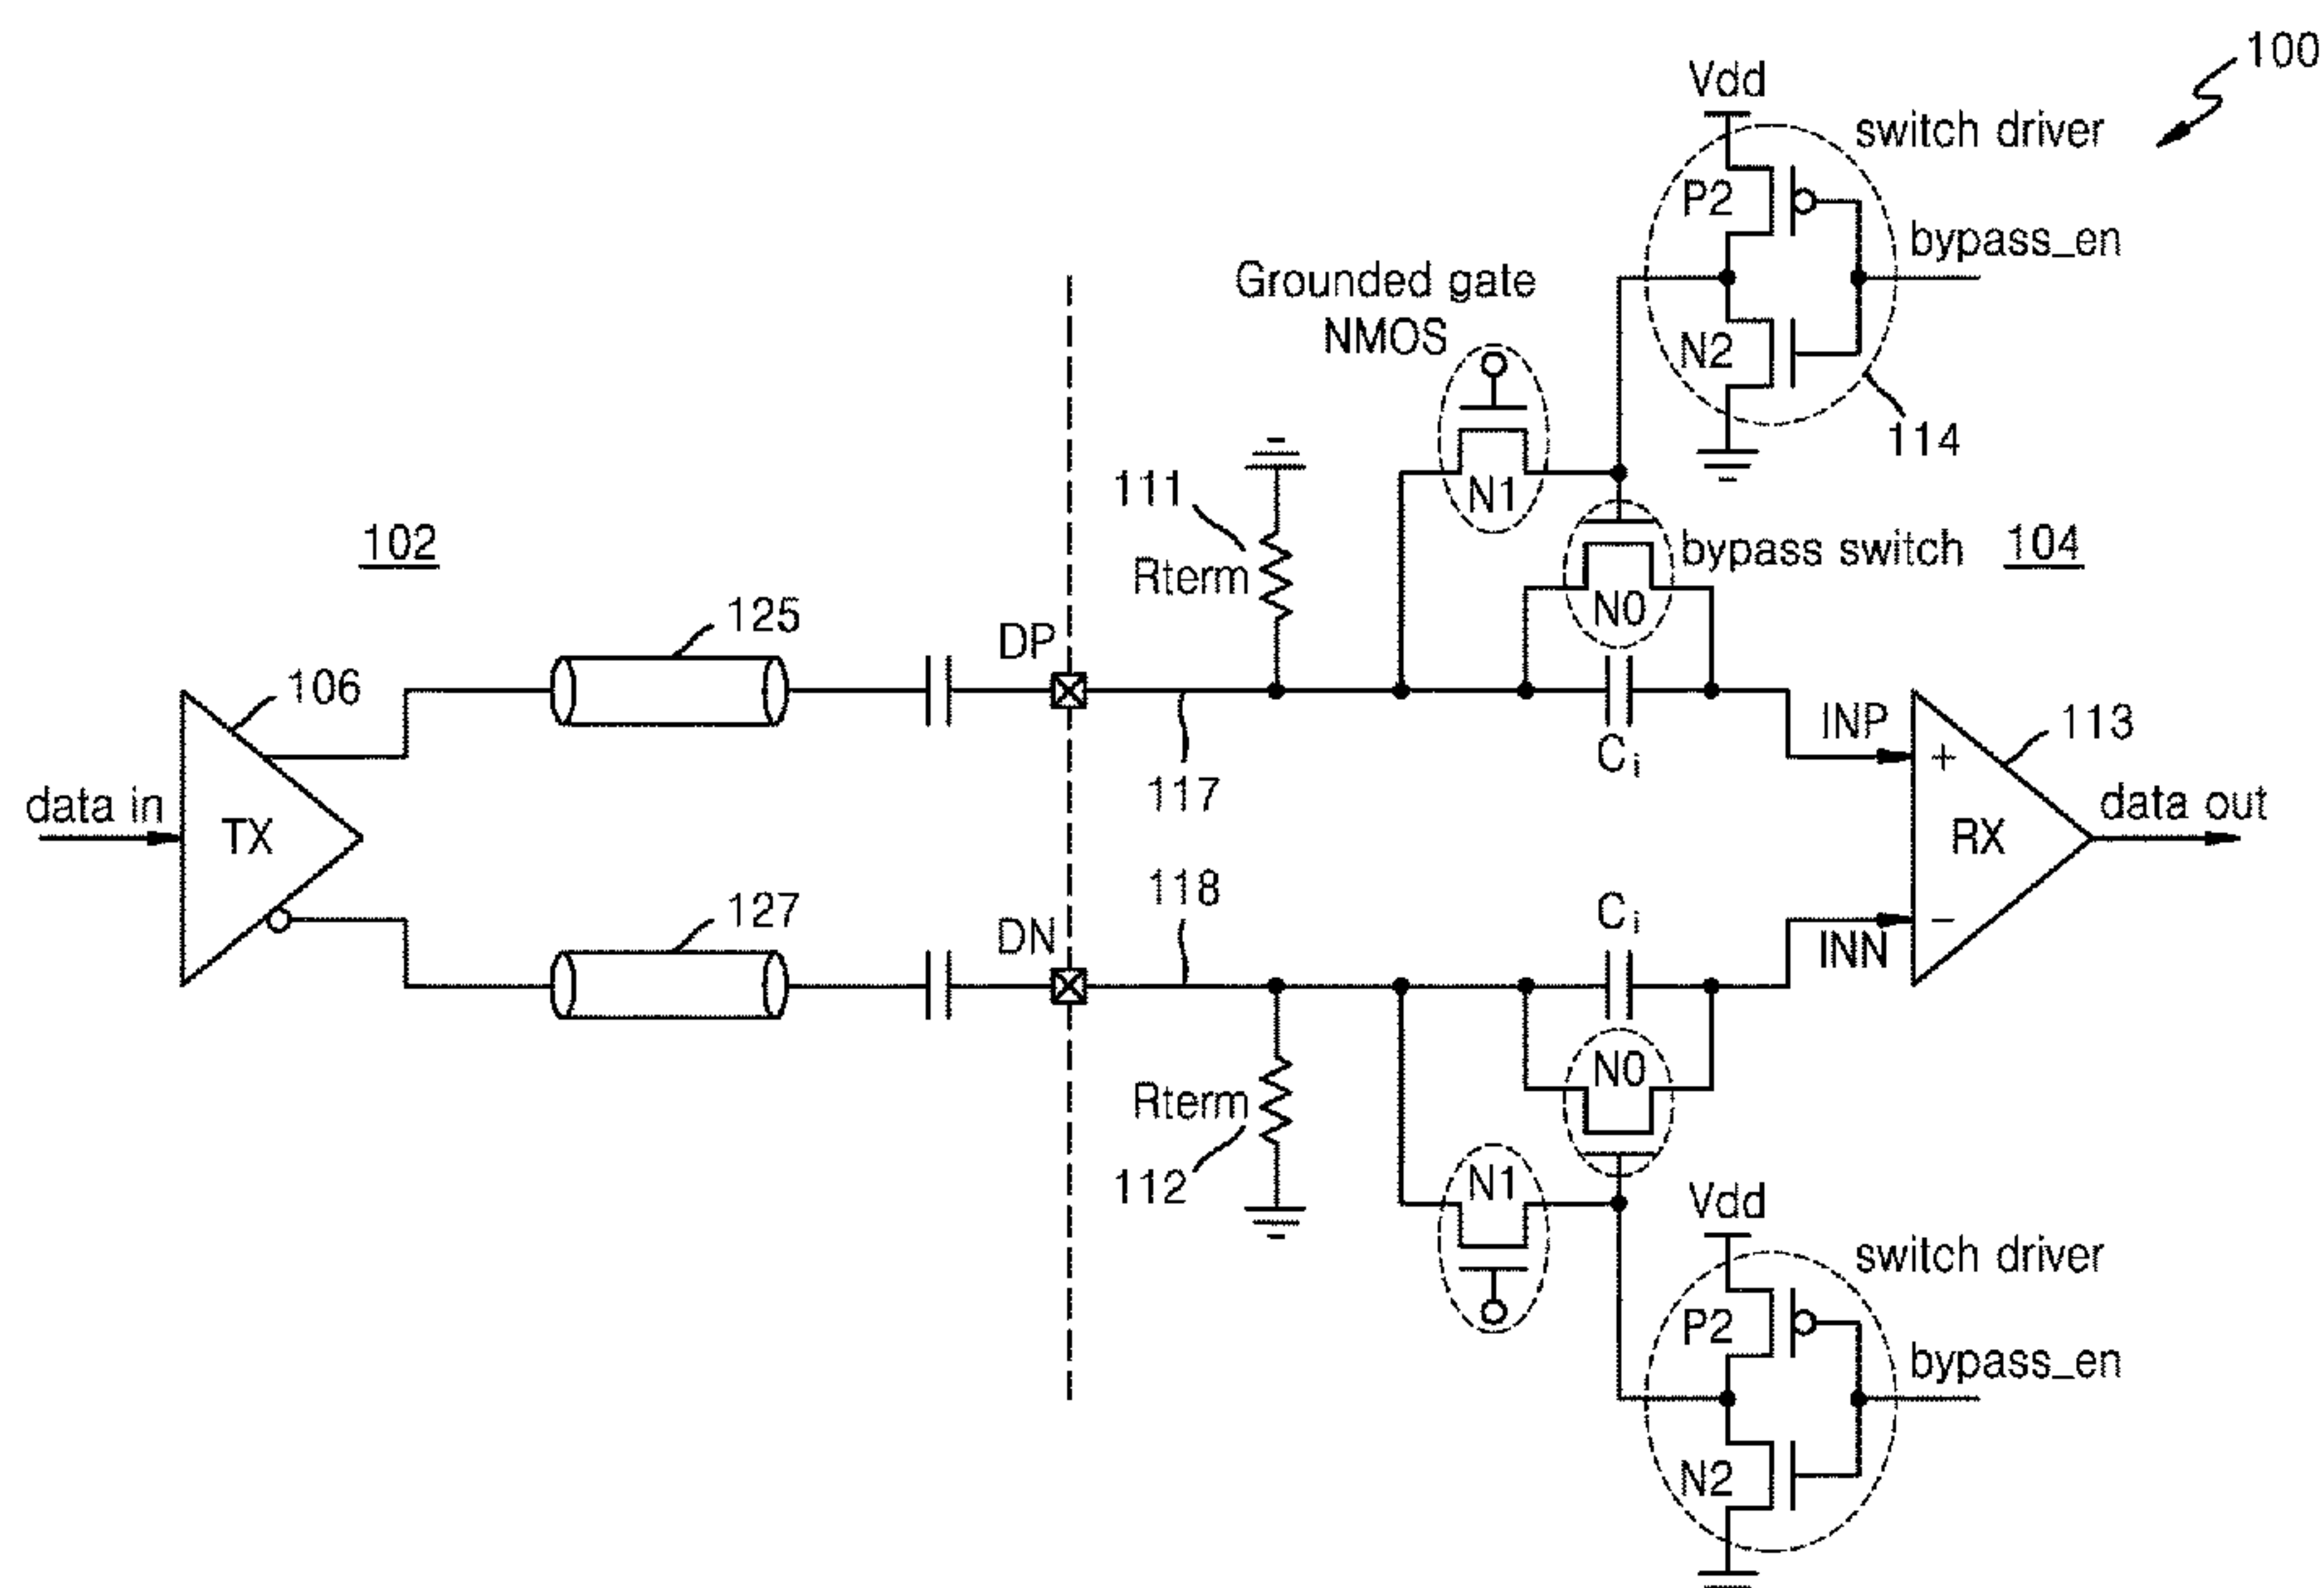 100
Vdd
switch driver
P2
bypass_en
Grounded gate
NMOS
N2
114
111
N1
102
Rterm
bypass switch
104
N0
125
DP
106
INP
113
Ci
+
117
data in
TX
RX
data out
118
127
Ci
DN
−
INN
N0
Rterm
112
N1
Vdd
switch driver
P2
bypass_en
N2